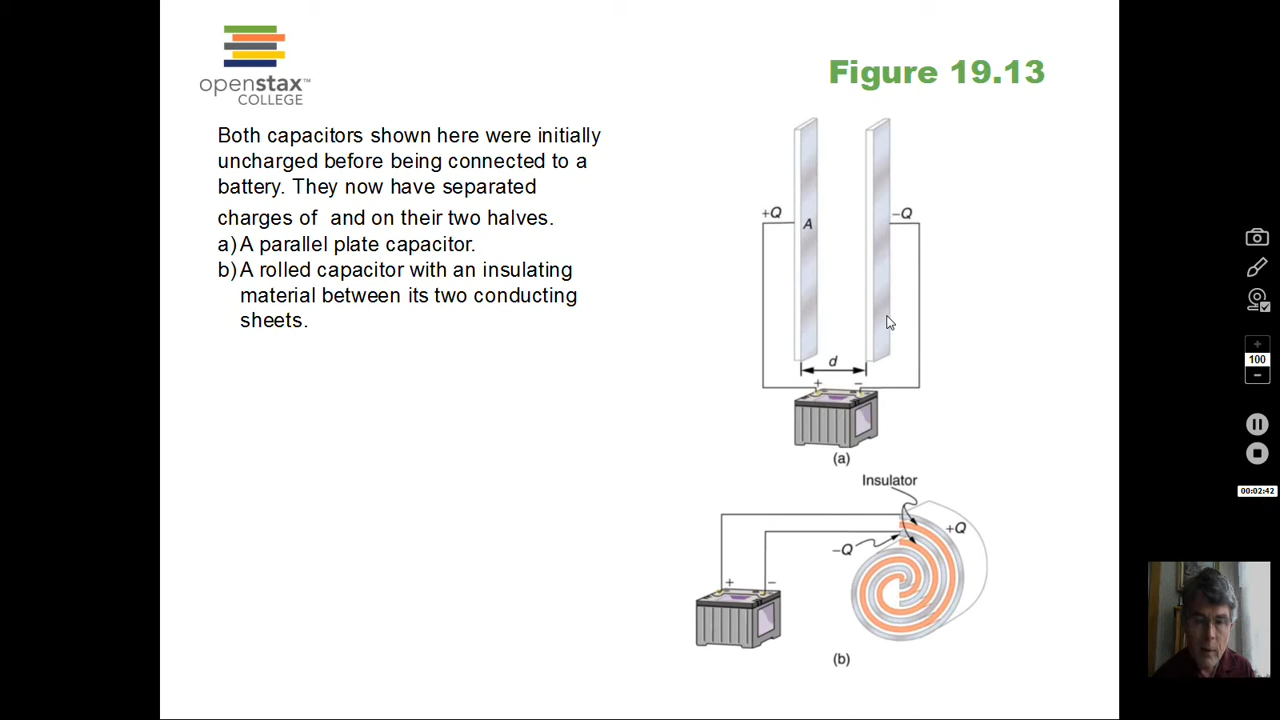 openstax™
COLLEGE
Figure 19.13
Both capacitors shown here were initially
uncharged before being connected to a
battery. They now have separated
charges of  and on their two halves.
a) A parallel plate capacitor.
b) A rolled capacitor with an insulating
material between its two conducting
sheets.
+Q
A
−Q
d
+
−
(a)
Insulator
+Q
−Q
+
−
(b)
+
100
−
00:02:42